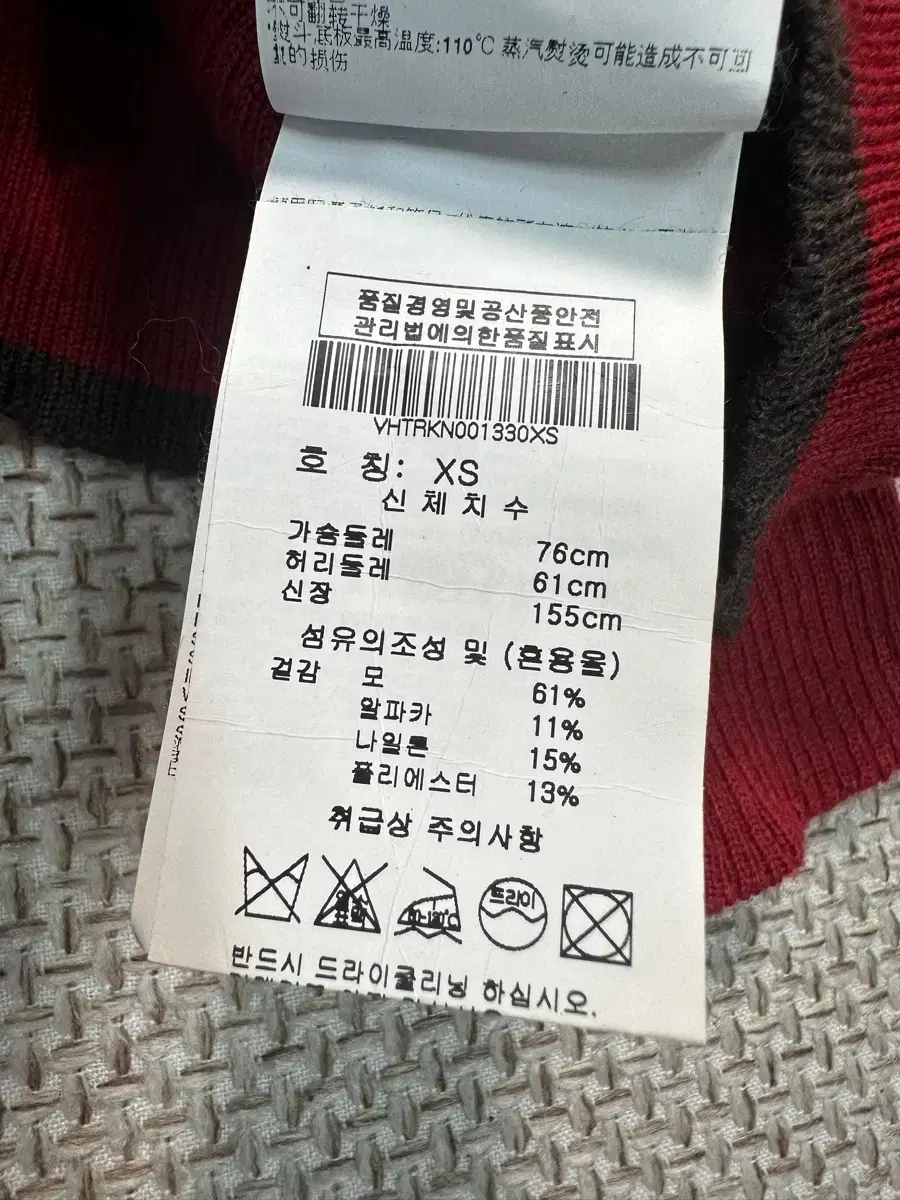 不可翻转干燥
·熨斗底板最高温度:110℃ 蒸汽熨烫可能造成不可
的损伤
품질경영및공산품안전
관리법에의한품질표시
VHTRKN001330XS
호 칭: XS
신 체 치 수
가슴둘레 76cm
허리둘레 61cm
신장 155cm
섬유의조성 및 (혼용율)
겉감 모 61%
알파카 11%
나일론 15%
폴리에스터 13%
취급상 주의사항
드라이
반드시 드라이클리닝 하십시오.